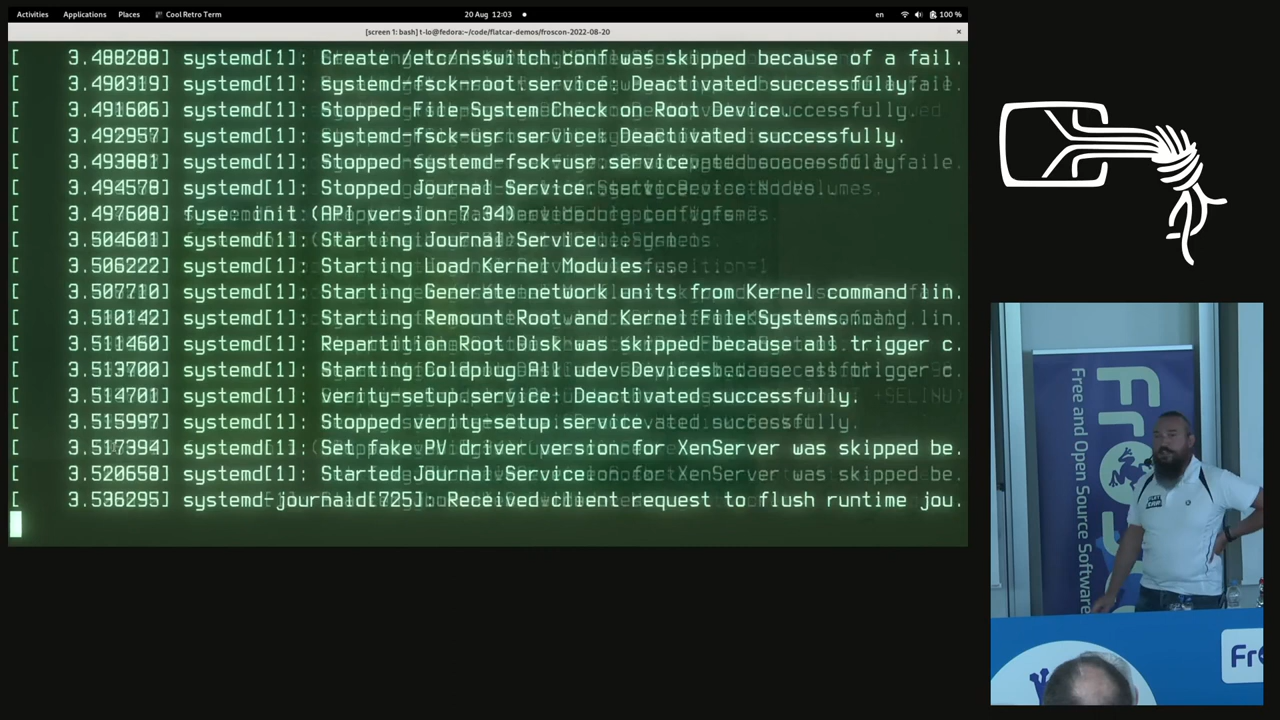 Activities Applications Places Cool Retro Term 20 Aug 12:03 en 100 %
[screen 1: bash] t-lo@fedora:~/code/flatcar-demos/froscon-2022-08-20
[ 3.488288] systemd[1]: Create /etc/nsswitch.conf was skipped because of a fail.
[ 3.490319] systemd[1]: systemd-fsck-root.service: Deactivated successfully.
[ 3.491606] systemd[1]: Stopped File System Check on Root Device.
[ 3.492957] systemd[1]: systemd-fsck-usr.service: Deactivated successfully.
[ 3.493881] systemd[1]: Stopped systemd-fsck-usr.service.
[ 3.494570] systemd[1]: Stopped Journal Service.
[ 3.497608] fuse: init (API version 7.34)
[ 3.504601] systemd[1]: Starting Journal Service...
[ 3.506222] systemd[1]: Starting Load Kernel Modules...
[ 3.507710] systemd[1]: Starting Generate network units from Kernel command lin.
[ 3.510142] systemd[1]: Starting Remount Root and Kernel File Systems.
[ 3.511460] systemd[1]: Repartition Root Disk was skipped because all trigger c.
[ 3.513700] systemd[1]: Starting Coldplug All udev Devices.
[ 3.514701] systemd[1]: verity-setup.service: Deactivated successfully.
[ 3.515997] systemd[1]: Stopped verity-setup.service.
[ 3.517394] systemd[1]: Set fake PV driver version for XenServer was skipped be.
[ 3.520658] systemd[1]: Started Journal Service
[ 3.536295] systemd-journald[725]: Received client request to flush runtime jou.
Free and Open Source Software